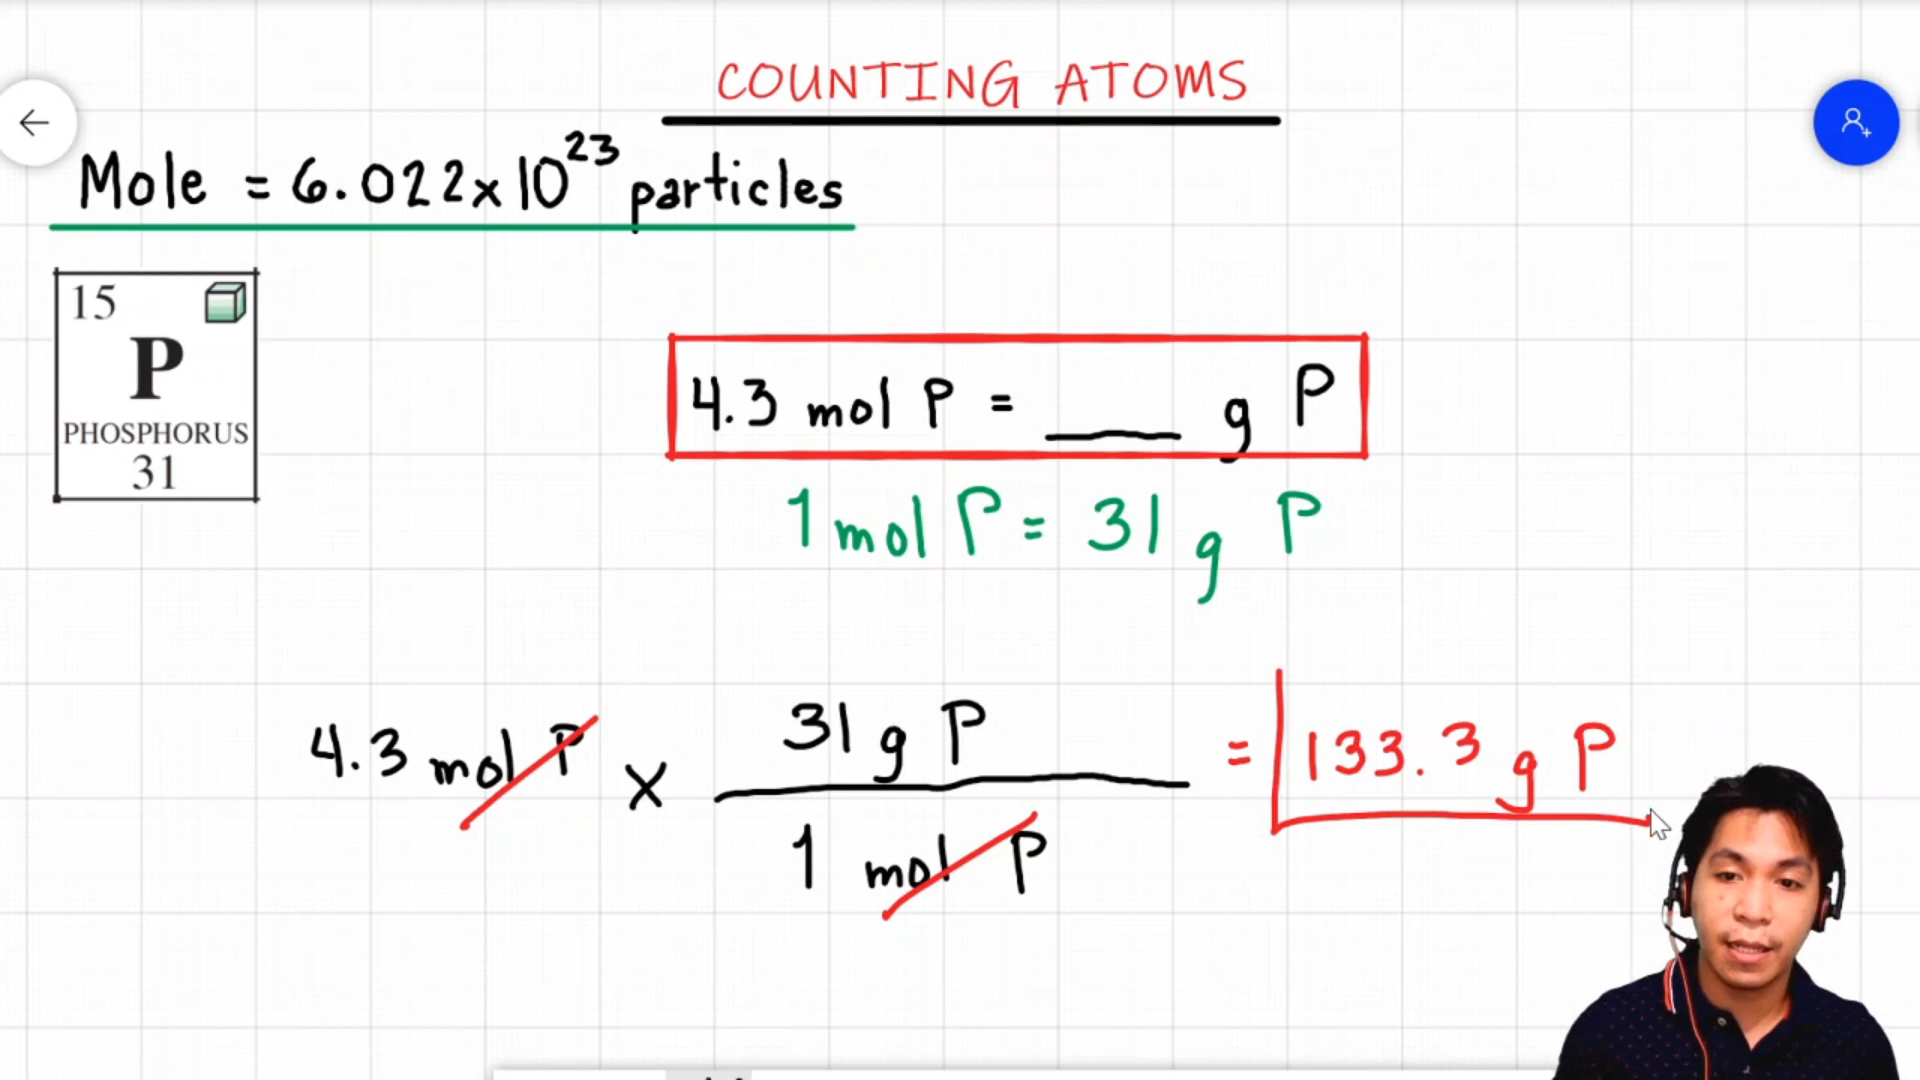 COUNTING ATOMS
Mole = 6.022x10²³ particles
15
P
PHOSPHORUS
31
4.3 mol P = ___ g P
1 mol P = 31 g P
4.3 mol P x 31 g P = 133.3 g P
1 mol P